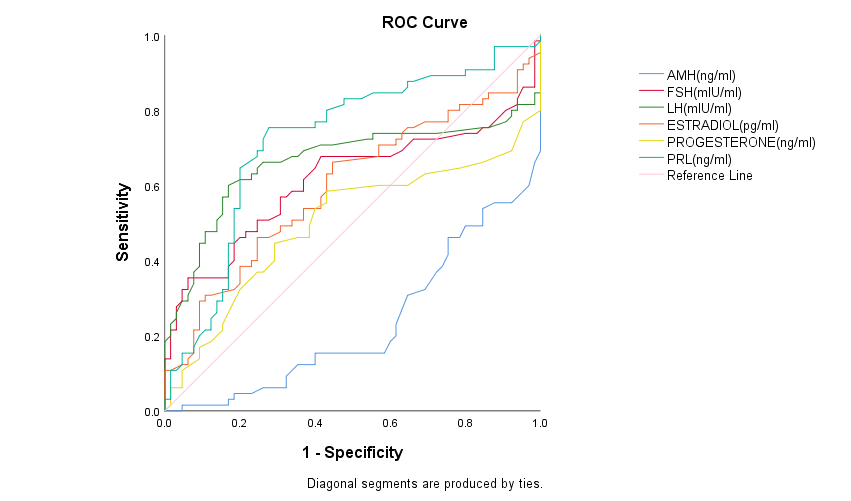 ROC Curve
1.0
0.8
0.6
0.4
0.2
0.0
Sensitivity
0.0 0.2 0.4 0.6 0.8 1.0
1 - Specificity
AMH(ng/ml)
FSH(mIU/ml)
LH(mIU/ml)
ESTRADIOL(pg/ml)
PROGESTERONE(ng/ml)
PRL(ng/ml)
Reference Line
Diagonal segments are produced by ties.